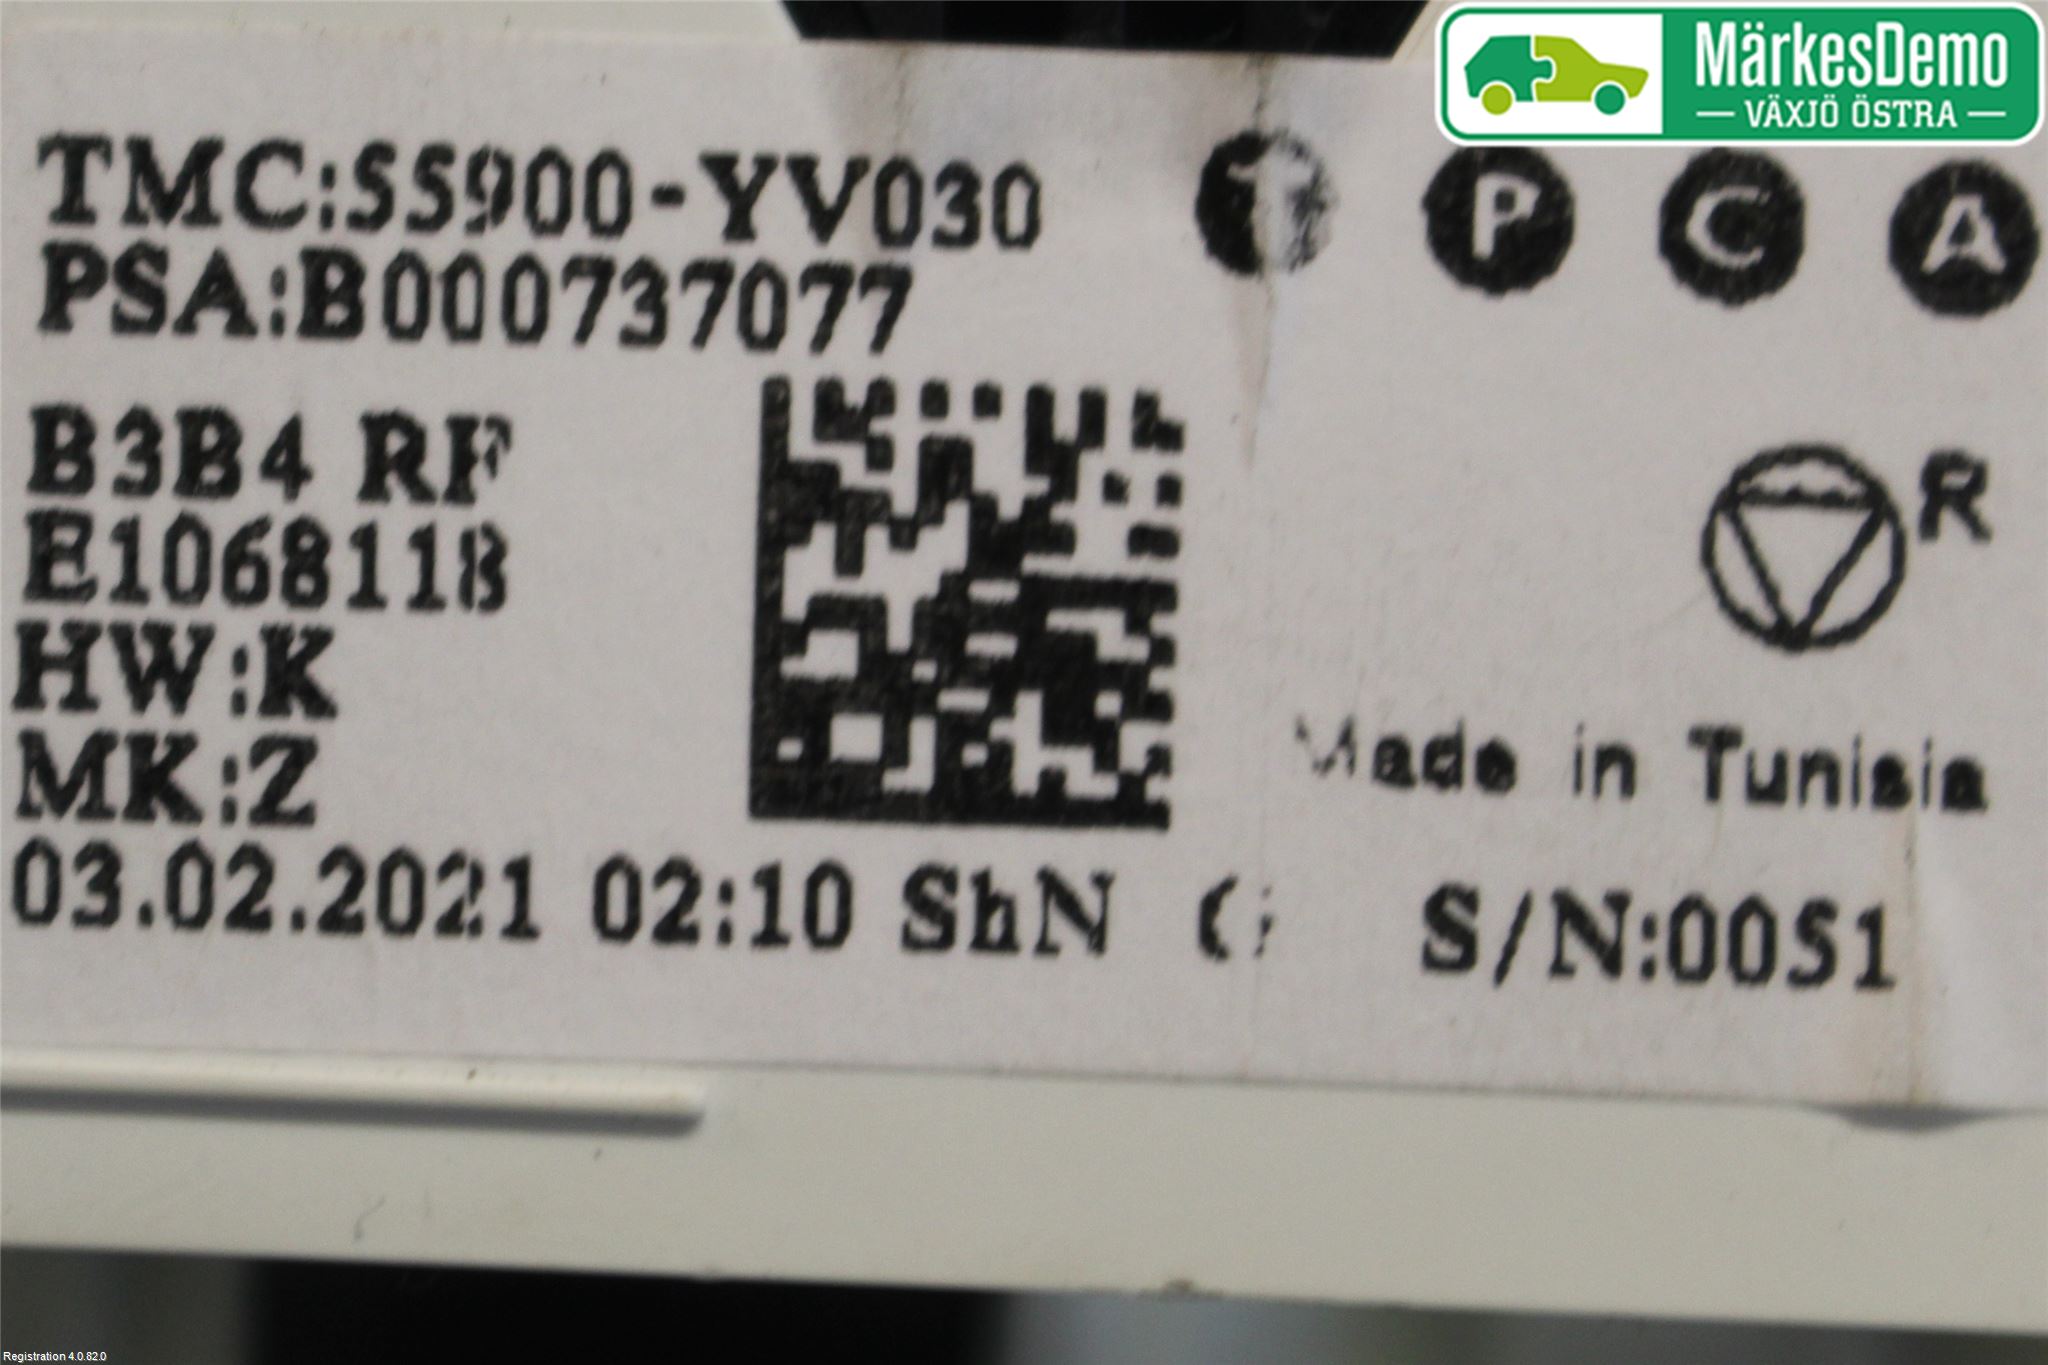 MärkesDemo
VÄXJÖ ÖSTRA
TMC:55900-YV030
T P C A
PSA:B000737077
B3B4 RF
E1068118
R
HW:K
MK:Z
Made in Tunisia
03.02.2021 02:10 ShN
S/N:0051
Registration 4.0.82.0